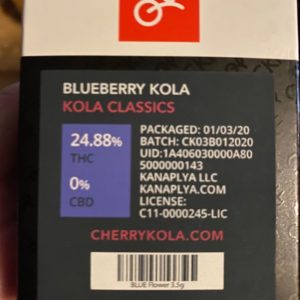 BLUEBERRY KOLA
KOLA CLASSICS
24.88%
THC
0%
CBD
PACKAGED: 01/03/20
BATCH: CK03B012020
UID:1A406030000A80
5000000143
KANAPLYA LLC
KANAPLYA.COM
LICENSE:
C11-0000245-LIC
CHERRYKOLA.COM
BLUE Flower 3.5g